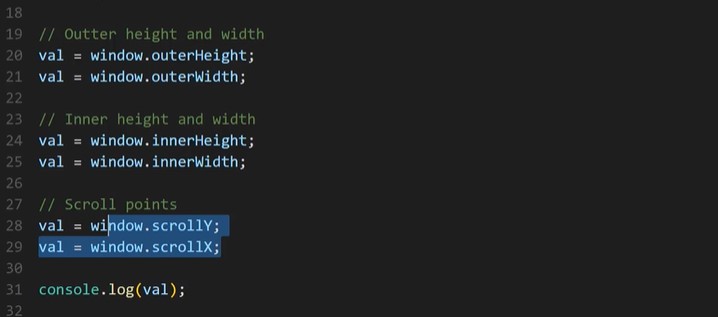 18
19 // Outter height and width
20 val = window.outerHeight;
21 val = window.outerWidth;
22
23 // Inner height and width
24 val = window.innerHeight;
25 val = window.innerWidth;
26
27 // Scroll points
28 val = window.scrollY;
29 val = window.scrollX;
30
31 console.log(val);
32